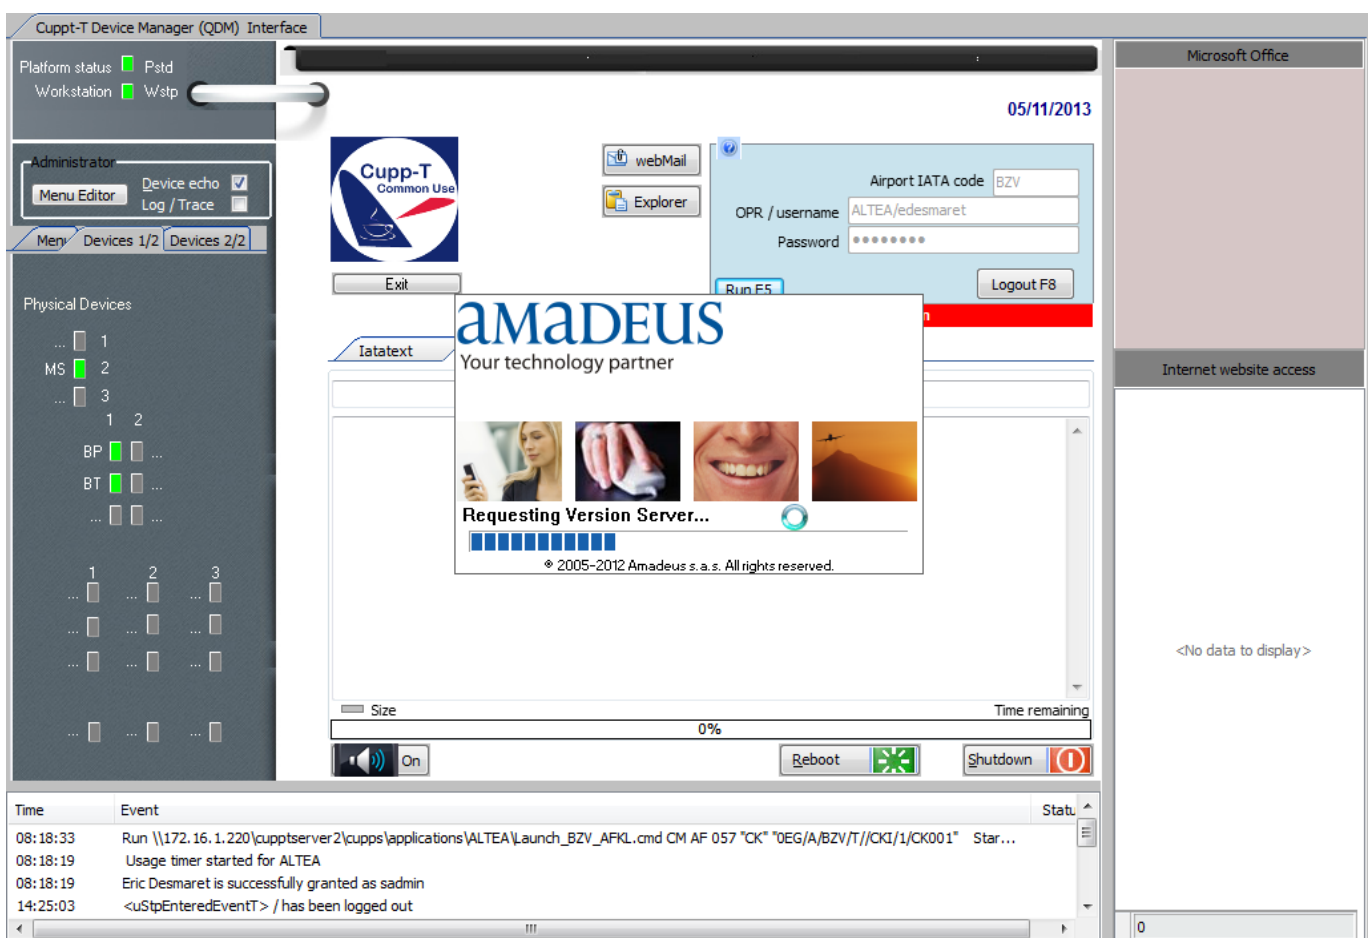 Cuppt-T Device Manager (QDM) Interface
Platform status Pstd
Workstation Wstp
Administrator
Menu Editor
Device echo
Log / Trace
Devices 1/2
Devices 2/2
Physical Devices
... 1
MS 2
... 3
1 2
BP ...
BT ...
... ...
1 2 3
... ... ...
... ... ...
... ... ...
... ... ...
05/11/2013
Cupp-T
Common Use
Exit
webMail
Explorer
Airport IATA code BZV
OPR / username ALTEA/edesmaret
Password ••••••••
Run F5
Logout F8
Iatatext
amadeus
Your technology partner
Requesting Version Server...
© 2005-2012 Amadeus s.a.s. All rights reserved.
Size
Time remaining
0%
On
Reboot
Shutdown
Microsoft Office
Internet website access
<No data to display>
0
Time Event Statu
08:18:33 Run \\172.16.1.220\cupptserver2\cupps\applications\ALTEA\Launch_BZV_AFKL.cmd CM AF 057 "CK" "0EG/A/BZV/T//CKI/1/CK001" Star...
08:18:19 Usage timer started for ALTEA
08:18:19 Eric Desmaret is successfully granted as sadmin
14:25:03 <uStpEnteredEventT> / has been logged out